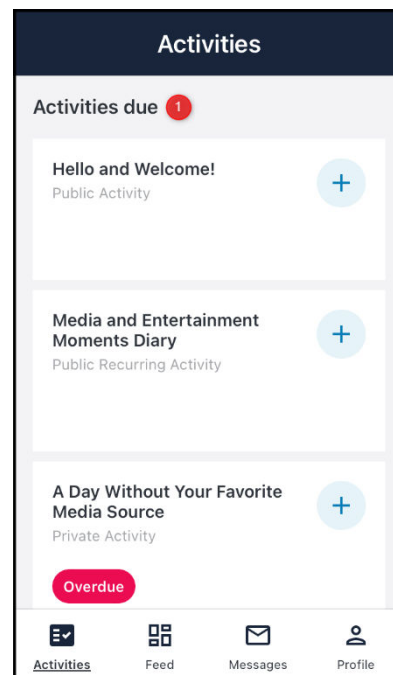 Activities
Activities due 1
Hello and Welcome!
Public Activity
Media and Entertainment
Moments Diary
Public Recurring Activity
A Day Without Your Favorite
Media Source
Private Activity
Overdue
Activities Feed Messages Profile